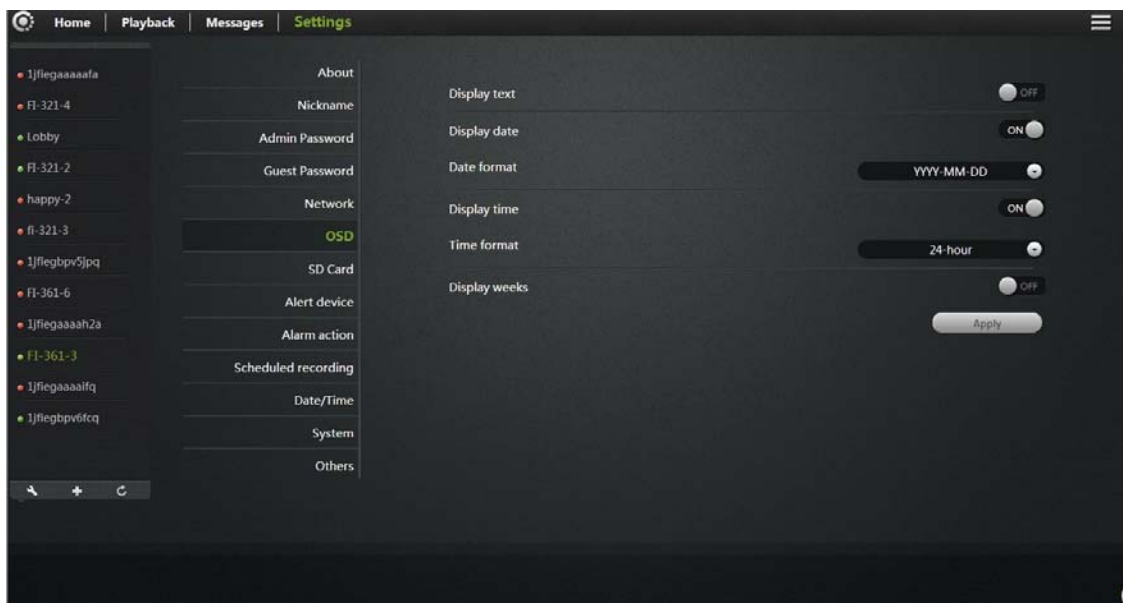 Home | Playback | Messages | Settings
1jfiegaaaaafa
FI-321-4
Lobby
FI-321-2
happy-2
fi-321-3
1jfiegbpv5jpq
FI-361-6
1jfiegaaaah2a
FI-361-3
1jfiegaaaaifq
1jfiegbpv6fcq
About
Nickname
Admin Password
Guest Password
Network
OSD
SD Card
Alert device
Alarm action
Scheduled recording
Date/Time
System
Others
Display text OFF
Display date ON
Date format YYYY-MM-DD
Display time ON
Time format 24-hour
Display weeks OFF
Apply